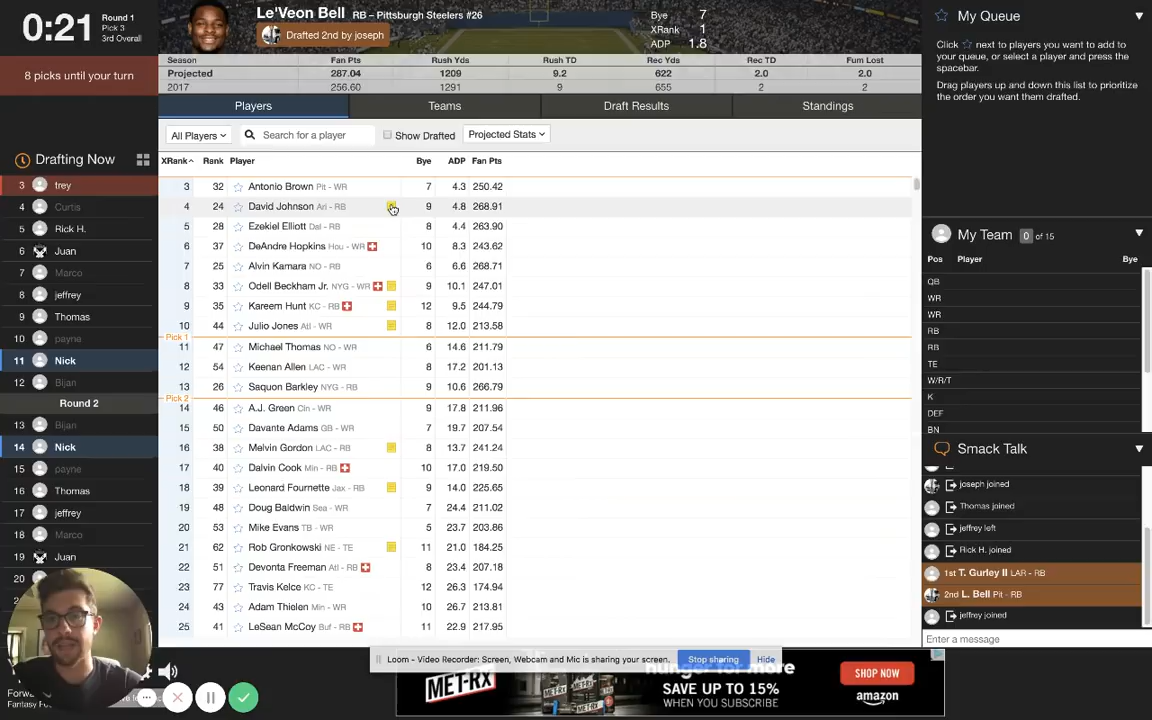 0:21
Round 1
Pick 3
3rd Overall
8 picks until your turn
Le'Veon Bell RB – Pittsburgh Steelers #26
Drafted 2nd by joseph
Bye 7
XRank 1
ADP 1.8
Season Fan Pts Rush Yds Rush TD Rec Yds Rec TD Fum Lost
Projected 287.04 1209 9.2 622 2.0 2.0
2017 256.60 1291 9 655 2 2
Players Teams Draft Results Standings
All Players Search for a player Show Drafted Projected Stats
XRank Rank Player Bye ADP Fan Pts
3 32 Antonio Brown Pit - WR 7 4.3 250.42
4 24 David Johnson Ari - RB 9 4.8 268.91
5 28 Ezekiel Elliott Dal - RB 8 4.4 263.90
6 37 DeAndre Hopkins Hou - WR 10 8.3 243.62
7 25 Alvin Kamara NO - RB 6 6.6 268.71
8 33 Odell Beckham Jr. NYG - WR 9 10.1 247.01
9 35 Kareem Hunt KC - RB 12 9.5 244.79
10 44 Julio Jones Atl - WR 8 12.0 213.58
Pick 1
11 47 Michael Thomas NO - WR 6 14.6 211.79
12 54 Keenan Allen LAC - WR 8 17.2 201.13
13 26 Saquon Barkley NYG - RB 9 10.6 266.79
Pick 2
14 46 A.J. Green Cin - WR 9 17.8 211.96
15 50 Davante Adams GB - WR 7 19.7 207.54
16 38 Melvin Gordon LAC - RB 8 13.7 241.24
17 40 Dalvin Cook Min - RB 10 17.0 219.50
18 39 Leonard Fournette Jax - RB 9 14.0 225.65
19 48 Doug Baldwin Sea - WR 7 24.4 211.02
20 53 Mike Evans TB - WR 5 23.7 203.86
21 62 Rob Gronkowski NE - TE 11 21.0 184.25
22 51 Devonta Freeman Atl - RB 8 23.4 207.18
23 77 Travis Kelce KC - TE 12 26.3 174.94
24 43 Adam Thielen Min - WR 10 26.7 213.81
25 41 LeSean McCoy Buf - RB 11 22.9 217.95
Drafting Now
3 trey
4 Curtis
5 Rick H.
6 Juan
7 Marco
8 jeffrey
9 Thomas
10 payne
11 Nick
12 Bijan
Round 2
13 Bijan
14 Nick
15 payne
16 Thomas
17 jeffrey
18 Marco
19 Juan
20
My Queue
Click next to players you want to add to
your queue, or select a player and press the
spacebar.
Drag players up and down this list to prioritize
the order you want them drafted.
My Team 0 of 15
Pos Player Bye
QB
WR
WR
RB
RB
TE
W/R/T
K
DEF
BN
Smack Talk
joseph joined
Thomas joined
jeffrey left
Rick H. joined
1st T. Gurley II LAR - RB
2nd L. Bell Pit - RB
jeffrey joined
Enter a message
Loom - Video Recorder: Screen, Webcam and Mic is sharing your screen. Stop sharing Hide
MET-RX
hunger for more
SAVE UP TO 15%
WHEN YOU SUBSCRIBE
SHOP NOW
amazon